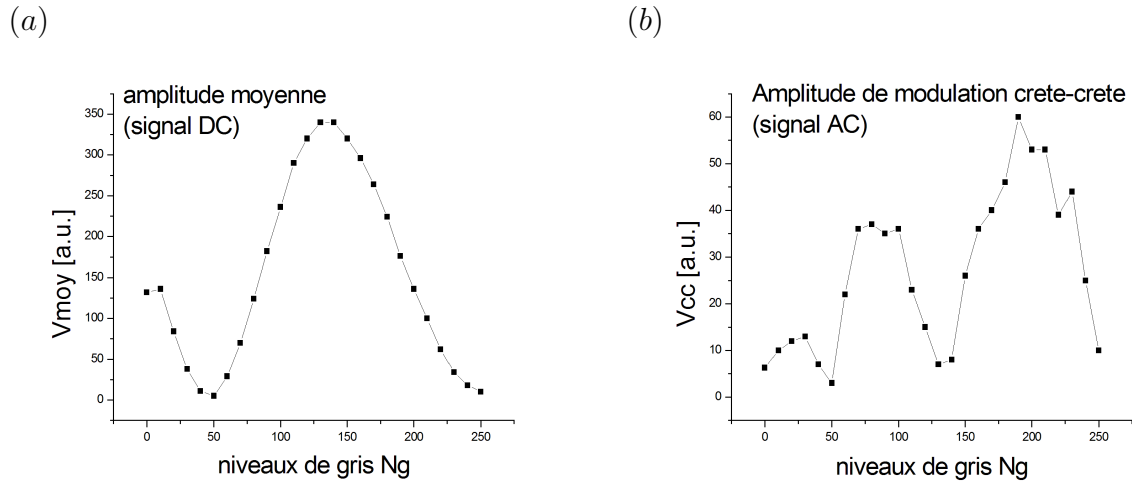 (a)
amplitude moyenne
(signal DC)
350
300
250
200
150
100
50
0
Vmoy [a.u.]
0 50 100 150 200 250
niveaux de gris Ng
(b)
Amplitude de modulation crete-crete
(signal AC)
60
50
40
30
20
10
0
Vcc [a.u.]
0 50 100 150 200 250
niveaux de gris Ng